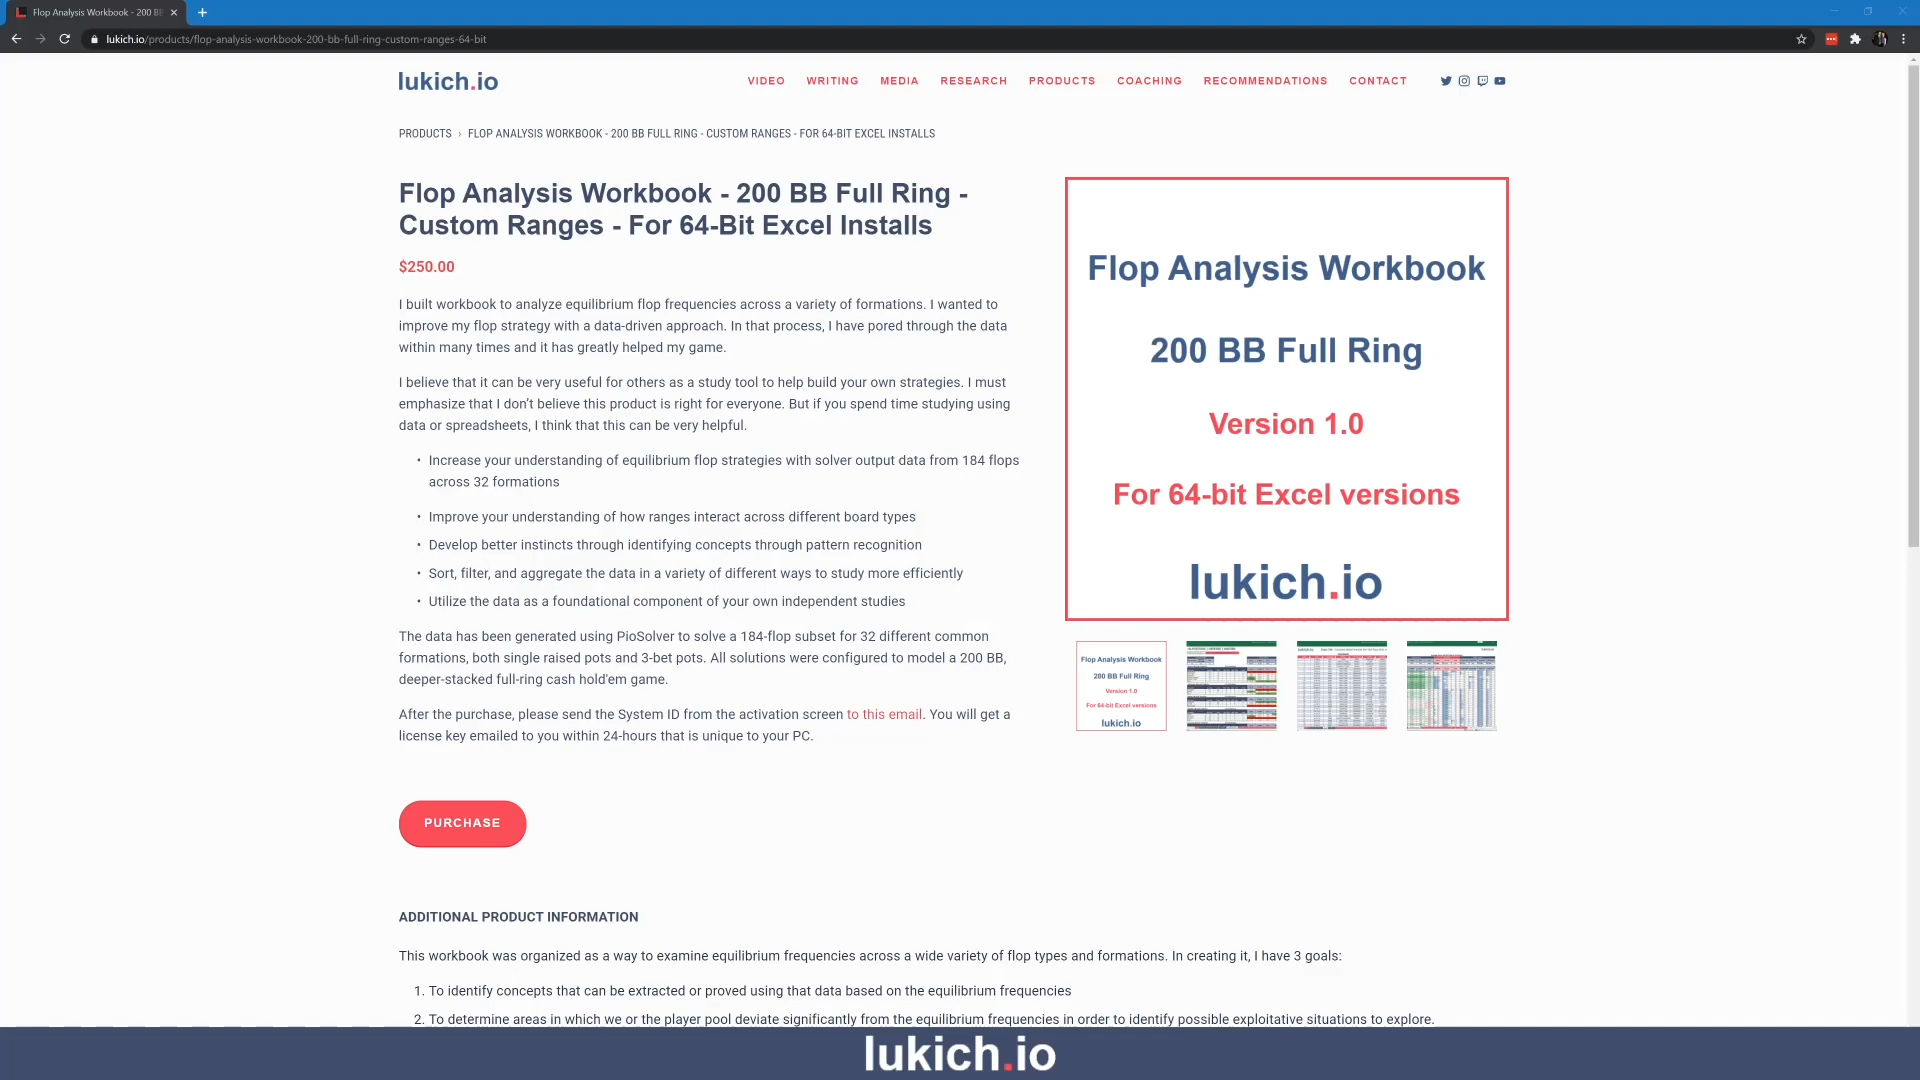 Flop Analysis Workbook - 200 BB
lukich.io/products/flop-analysis-workbook-200-bb-full-ring-custom-ranges-64-bit
lukich.io
VIDEO WRITING MEDIA RESEARCH PRODUCTS COACHING RECOMMENDATIONS CONTACT
PRODUCTS › FLOP ANALYSIS WORKBOOK - 200 BB FULL RING - CUSTOM RANGES - FOR 64-BIT EXCEL INSTALLS
Flop Analysis Workbook - 200 BB Full Ring -
Custom Ranges - For 64-Bit Excel Installs
$250.00
I built workbook to analyze equilibrium flop frequencies across a variety of formations. I wanted to
improve my flop strategy with a data-driven approach. In that process, I have pored through the data
within many times and it has greatly helped my game.
I believe that it can be very useful for others as a study tool to help build your own strategies. I must
emphasize that I don’t believe this product is right for everyone. But if you spend time studying using
data or spreadsheets, I think that this can be very helpful.
• Increase your understanding of equilibrium flop strategies with solver output data from 184 flops
across 32 formations
• Improve your understanding of how ranges interact across different board types
• Develop better instincts through identifying concepts through pattern recognition
• Sort, filter, and aggregate the data in a variety of different ways to study more efficiently
• Utilize the data as a foundational component of your own independent studies
The data has been generated using PioSolver to solve a 184-flop subset for 32 different common
formations, both single raised pots and 3-bet pots. All solutions were configured to model a 200 BB,
deeper-stacked full-ring cash hold'em game.
After the purchase, please send the System ID from the activation screen to this email. You will get a
license key emailed to you within 24-hours that is unique to your PC.
PURCHASE
Flop Analysis Workbook
200 BB Full Ring
Version 1.0
For 64-bit Excel versions
lukich.io
Flop Analysis Workbook
200 BB Full Ring
Version 1.0
For 64-bit Excel versions
lukich.io
ADDITIONAL PRODUCT INFORMATION
This workbook was organized as a way to examine equilibrium frequencies across a wide variety of flop types and formations. In creating it, I have 3 goals:
1. To identify concepts that can be extracted or proved using that data based on the equilibrium frequencies
2. To determine areas in which we or the player pool deviate significantly from the equilibrium frequencies in order to identify possible exploitative situations to explore.
lukich.io